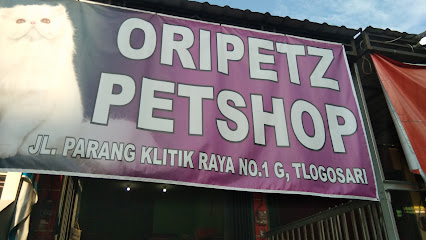 ORIPETZ
PETSHOP
JL. PARANG KLITIK RAYA NO.1 G, TLOGOSARI